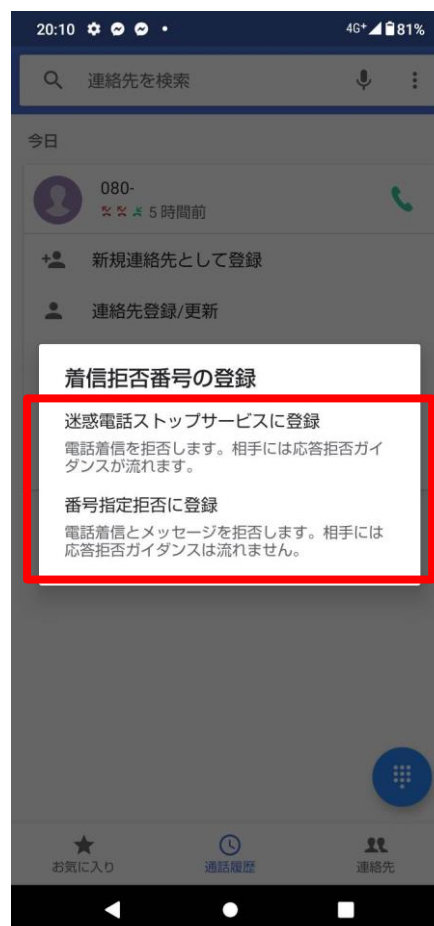 20:10
4G+
81%
連絡先を検索
今日
080-
5 時間前
新規連絡先として登録
連絡先登録/更新
着信拒否番号の登録
迷惑電話ストップサービスに登録
電話着信を拒否します。相手には応答拒否ガイ
ダンスが流れます。
番号指定拒否に登録
電話着信とメッセージを拒否します。相手には
応答拒否ガイダンスは流れません。
お気に入り
通話履歴
連絡先